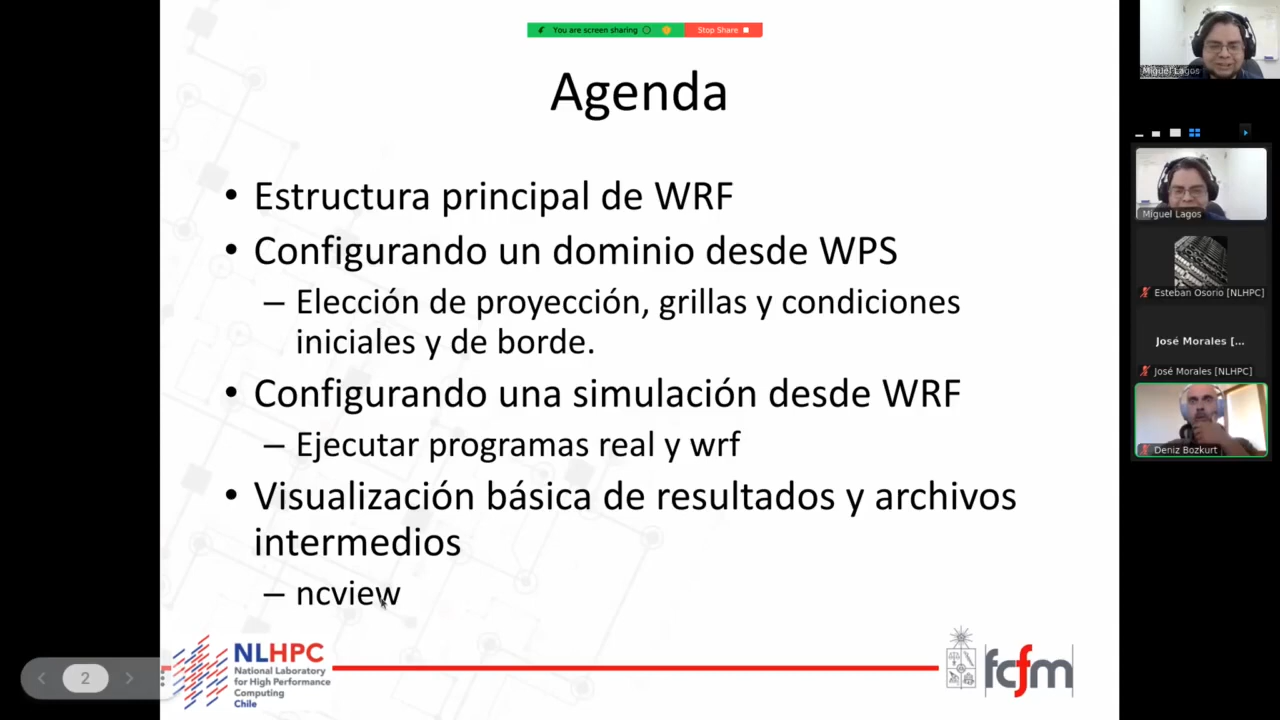 You are screen sharing
Stop Share
Agenda
• Estructura principal de WRF
• Configurando un dominio desde WPS
– Elección de proyección, grillas y condiciones
iniciales y de borde.
• Configurando una simulación desde WRF
– Ejecutar programas real y wrf
• Visualización básica de resultados y archivos
intermedios
– ncview
2
NLHPC
National Laboratory
for High Performance
Computing
Chile
fcfm
Miguel Lagos
Miguel Lagos
Esteban Osorio [NLHPC]
José Morales [...
José Morales [NLHPC]
Deniz Bozkurt